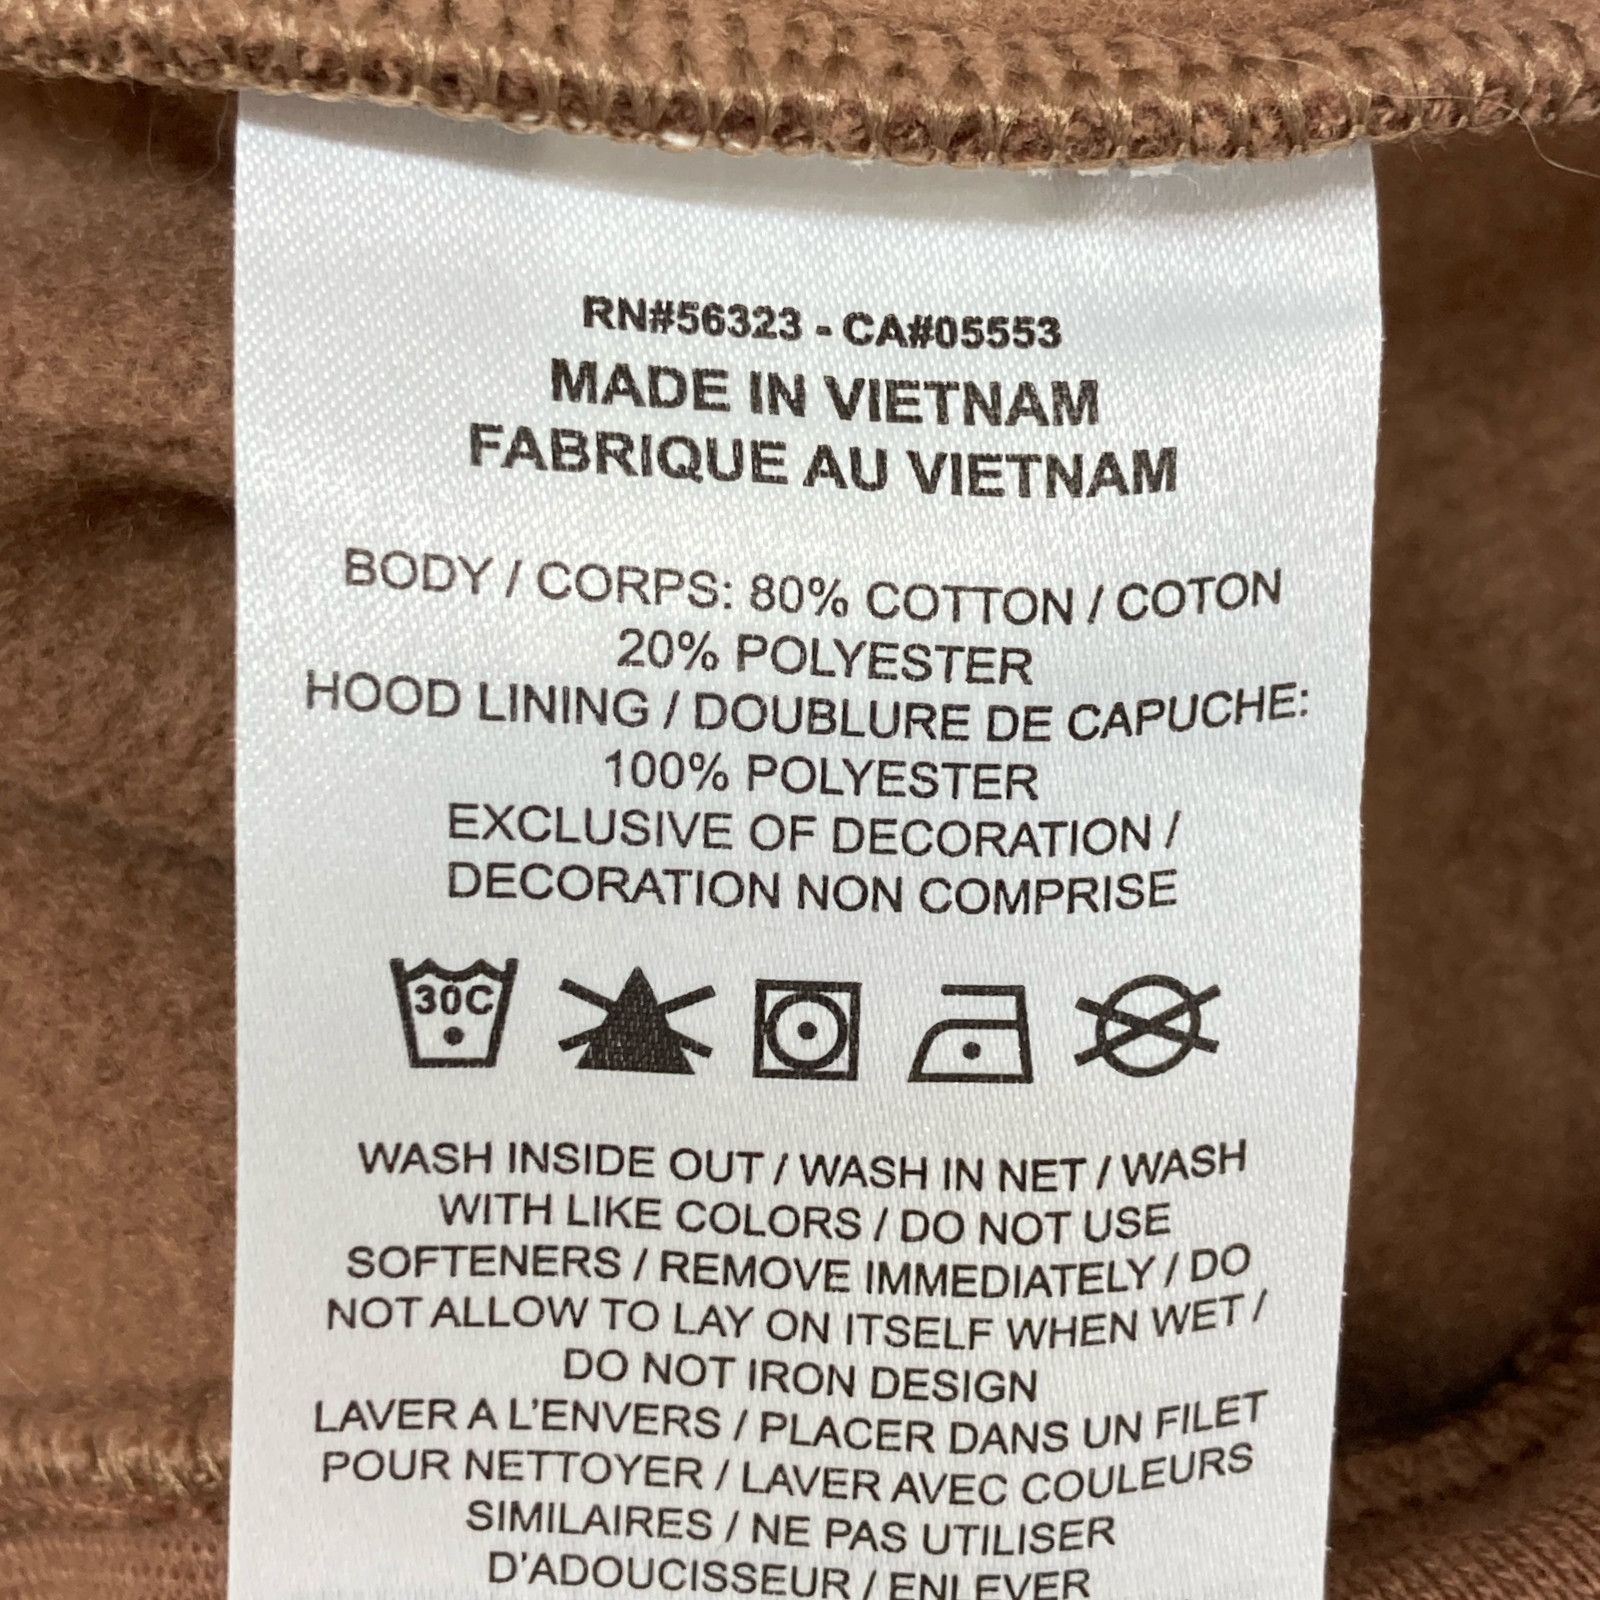 RN#56323 - CA#05553
MADE IN VIETNAM
FABRIQUE AU VIETNAM
BODY / CORPS: 80% COTTON / COTON
20% POLYESTER
HOOD LINING / DOUBLURE DE CAPUCHE:
100% POLYESTER
EXCLUSIVE OF DECORATION /
DECORATION NON COMPRISE
30C
WASH INSIDE OUT / WASH IN NET / WASH
WITH LIKE COLORS / DO NOT USE
SOFTENERS / REMOVE IMMEDIATELY / DO
NOT ALLOW TO LAY ON ITSELF WHEN WET /
DO NOT IRON DESIGN
LAVER A L'ENVERS / PLACER DANS UN FILET
POUR NETTOYER / LAVER AVEC COULEURS
SIMILAIRES / NE PAS UTILISER
D'ADOUCISSEUR / ENLEVER